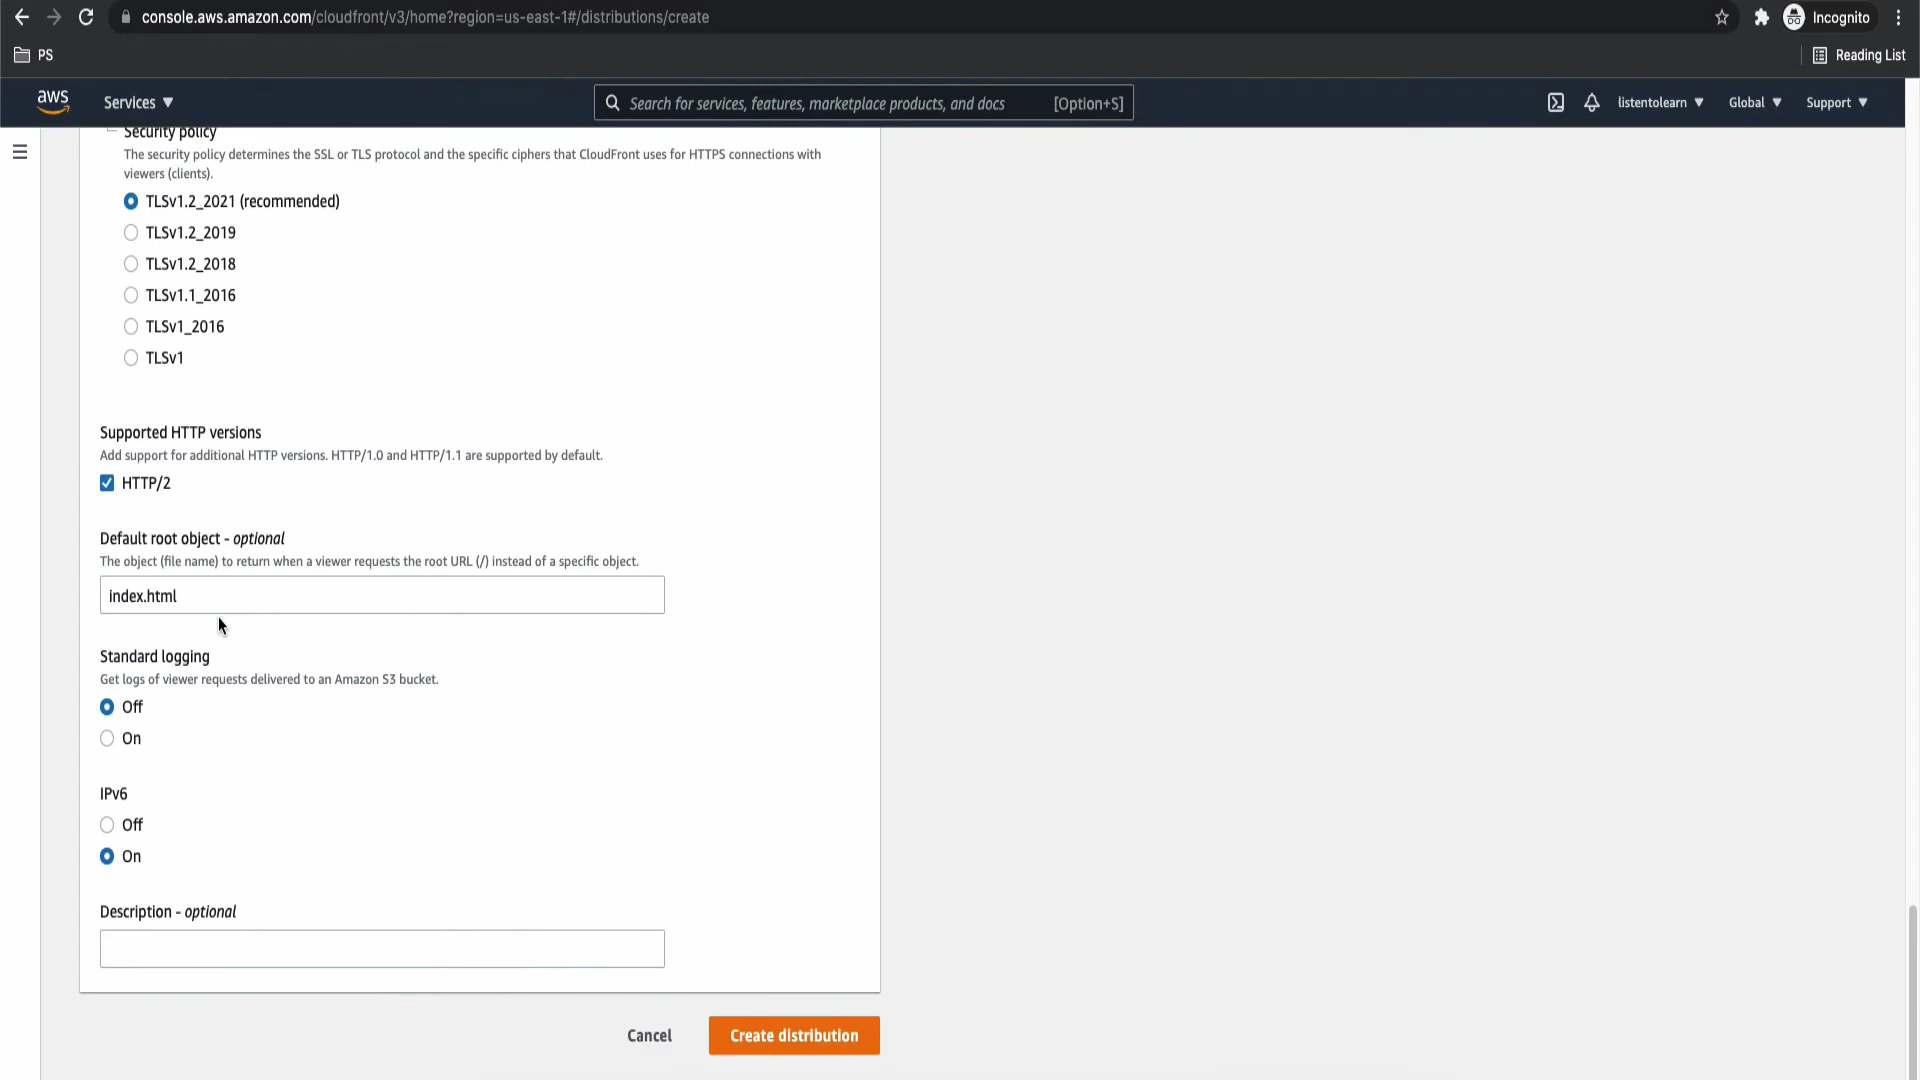 console.aws.amazon.com/cloudfront/v3/home?region=us-east-1#/distributions/create
Incognito
PS
Reading List
aws
Services ▼
Search for services, features, marketplace products, and docs [Option+S]
listentolearn ▼
Global ▼
Support ▼
Security policy
The security policy determines the SSL or TLS protocol and the specific ciphers that CloudFront uses for HTTPS connections with
viewers (clients).
TLSv1.2_2021 (recommended)
TLSv1.2_2019
TLSv1.2_2018
TLSv1.1_2016
TLSv1_2016
TLSv1
Supported HTTP versions
Add support for additional HTTP versions. HTTP/1.0 and HTTP/1.1 are supported by default.
HTTP/2
Default root object - optional
The object (file name) to return when a viewer requests the root URL (/) instead of a specific object.
index.html
Standard logging
Get logs of viewer requests delivered to an Amazon S3 bucket.
Off
On
IPv6
Off
On
Description - optional
Cancel
Create distribution